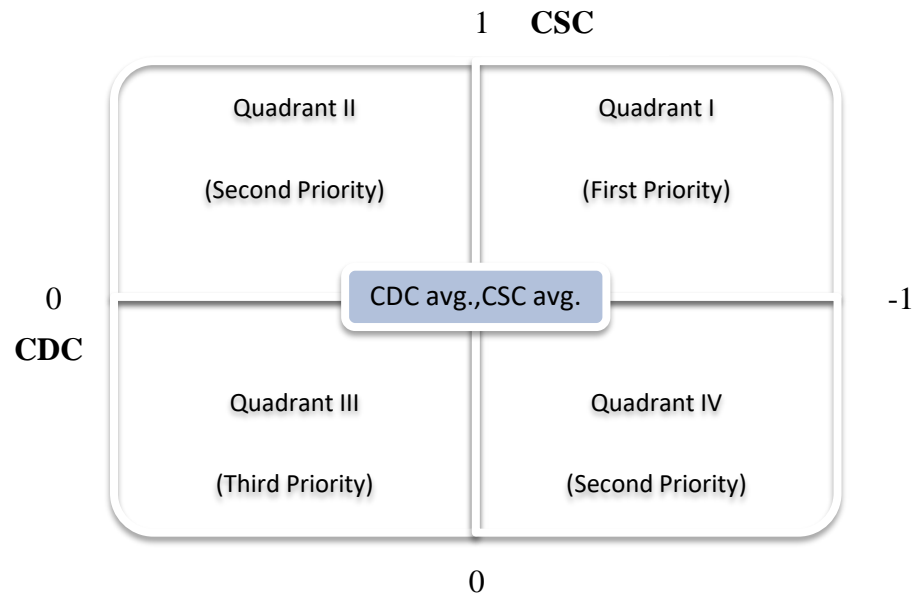 1 CSC
Quadrant II
Quadrant I
(Second Priority)
(First Priority)
0
CDC avg.,CSC avg.
-1
CDC
Quadrant III
Quadrant IV
(Third Priority)
(Second Priority)
0